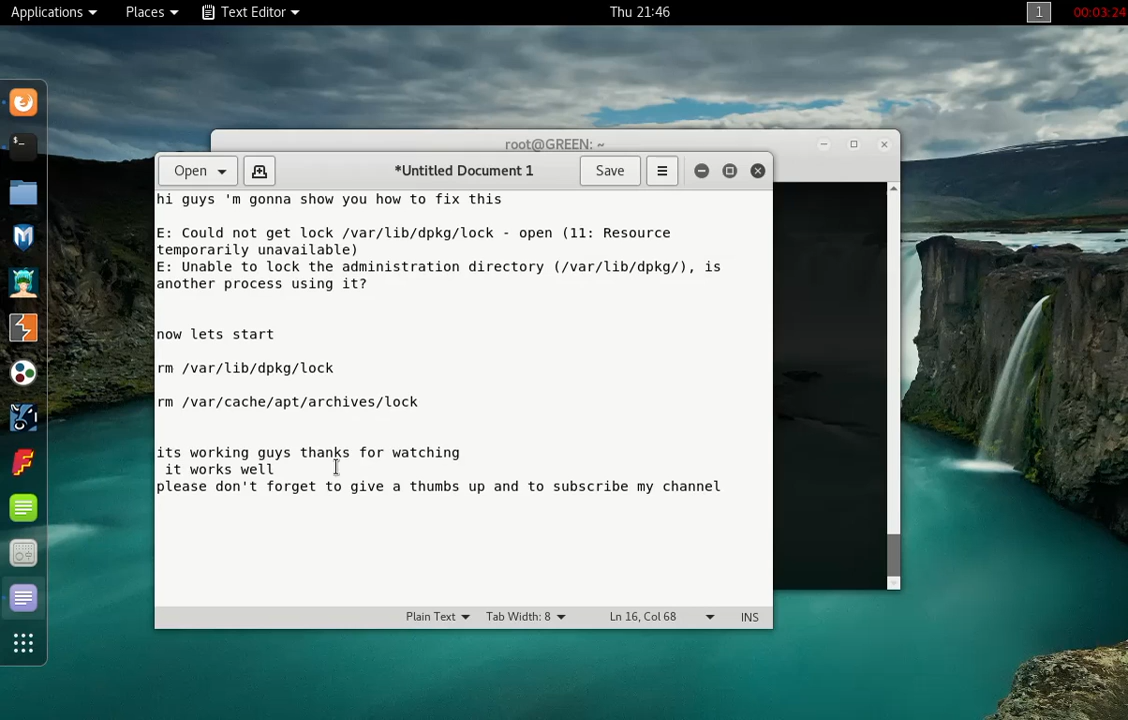 Applications Places Text Editor Thu 21:46 1 00:03:24
root@GREEN: ~
Open *Untitled Document 1 Save
hi guys 'm gonna show you how to fix this
E: Could not get lock /var/lib/dpkg/lock - open (11: Resource
temporarily unavailable)
E: Unable to lock the administration directory (/var/lib/dpkg/), is
another process using it?
now lets start
rm /var/lib/dpkg/lock
rm /var/cache/apt/archives/lock
its working guys thanks for watching
it works well
please don't forget to give a thumbs up and to subscribe my channel
Plain Text Tab Width: 8 Ln 16, Col 68 INS